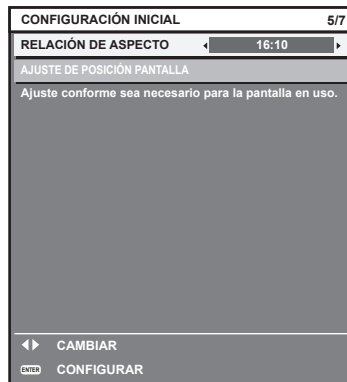 CONFIGURACIÓN INICIAL 5/7
RELACIÓN DE ASPECTO 16:10
AJUSTE DE POSICIÓN PANTALLA
Ajuste conforme sea necesario para la pantalla en uso.
CAMBIAR
ENTER CONFIGURAR